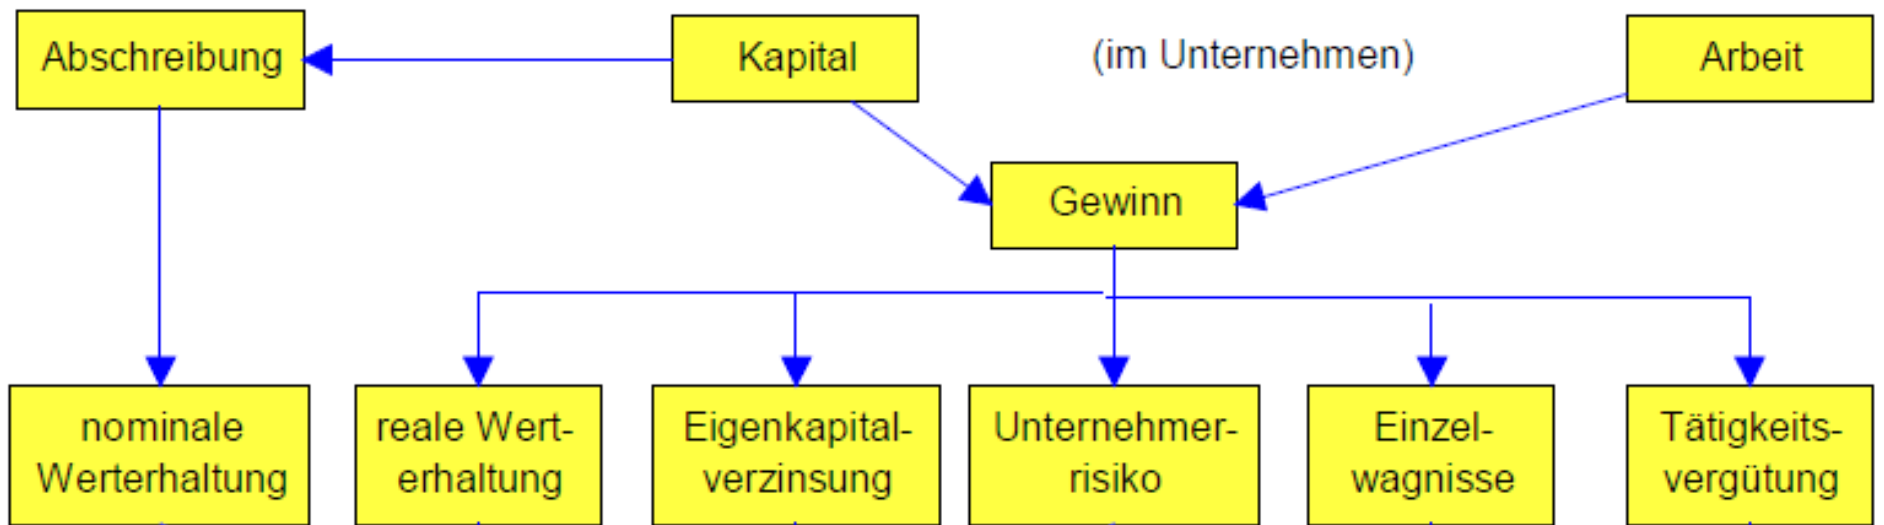 Abschreibung
Kapital
(im Unternehmen)
Arbeit
Gewinn
nominale
Werterhaltung
reale Wert-
erhaltung
Eigenkapital-
verzinsung
Unternehmer-
risiko
Einzel-
wagnisse
Tätigkeits-
vergütung